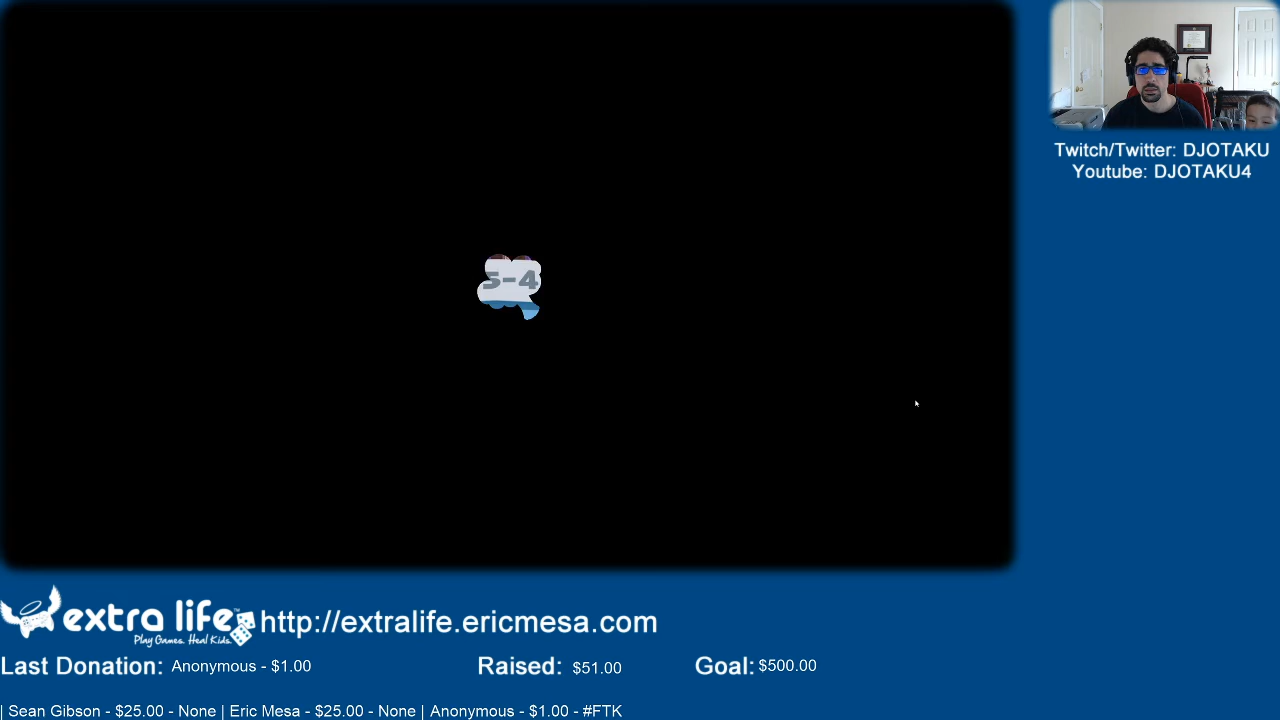 5-4
Twitch/Twitter: DJOTAKU
Youtube: DJOTAKU4
extra life
Play Games. Heal Kids.
http://extralife.ericmesa.com
Last Donation: Anonymous - $1.00
Raised: $51.00
Goal: $500.00
| Sean Gibson - $25.00 - None | Eric Mesa - $25.00 - None | Anonymous - $1.00 - #FTK